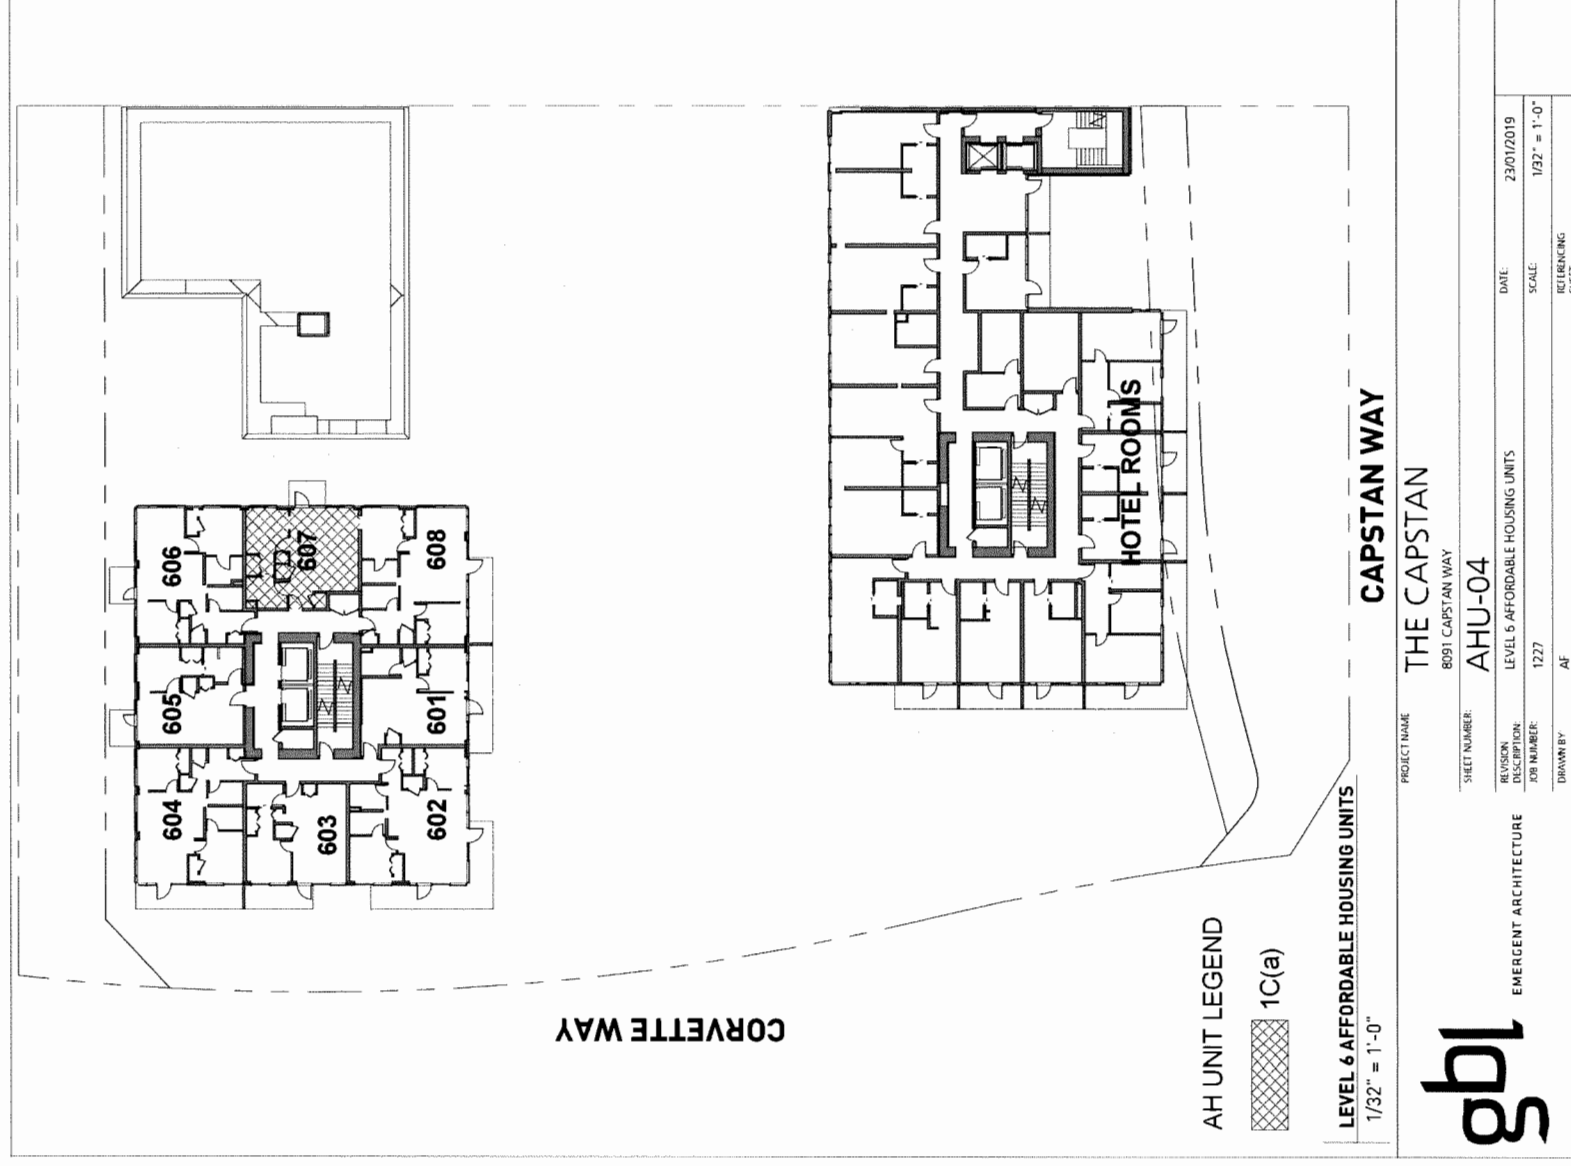 606
607
608
605
601
604
603
602
HOTEL ROOMS
CORVETTE WAY
CAPSTAN WAY
AH UNIT LEGEND
1C(a)
LEVEL 6 AFFORDABLE HOUSING UNITS
1/32" = 1'-0"
gbl
EMERGENT ARCHITECTURE
PROJECT NAME
THE CAPSTAN
8091 CAPSTAN WAY
SHEET NUMBER:
AHU-04
REVISION DESCRIPTION:
LEVEL 6 AFFORDABLE HOUSING UNITS
DATE:
23/01/2019
JOB NUMBER:
1227
SCALE:
1/32" = 1'-0"
DRAWN BY
AF
REFERENCING